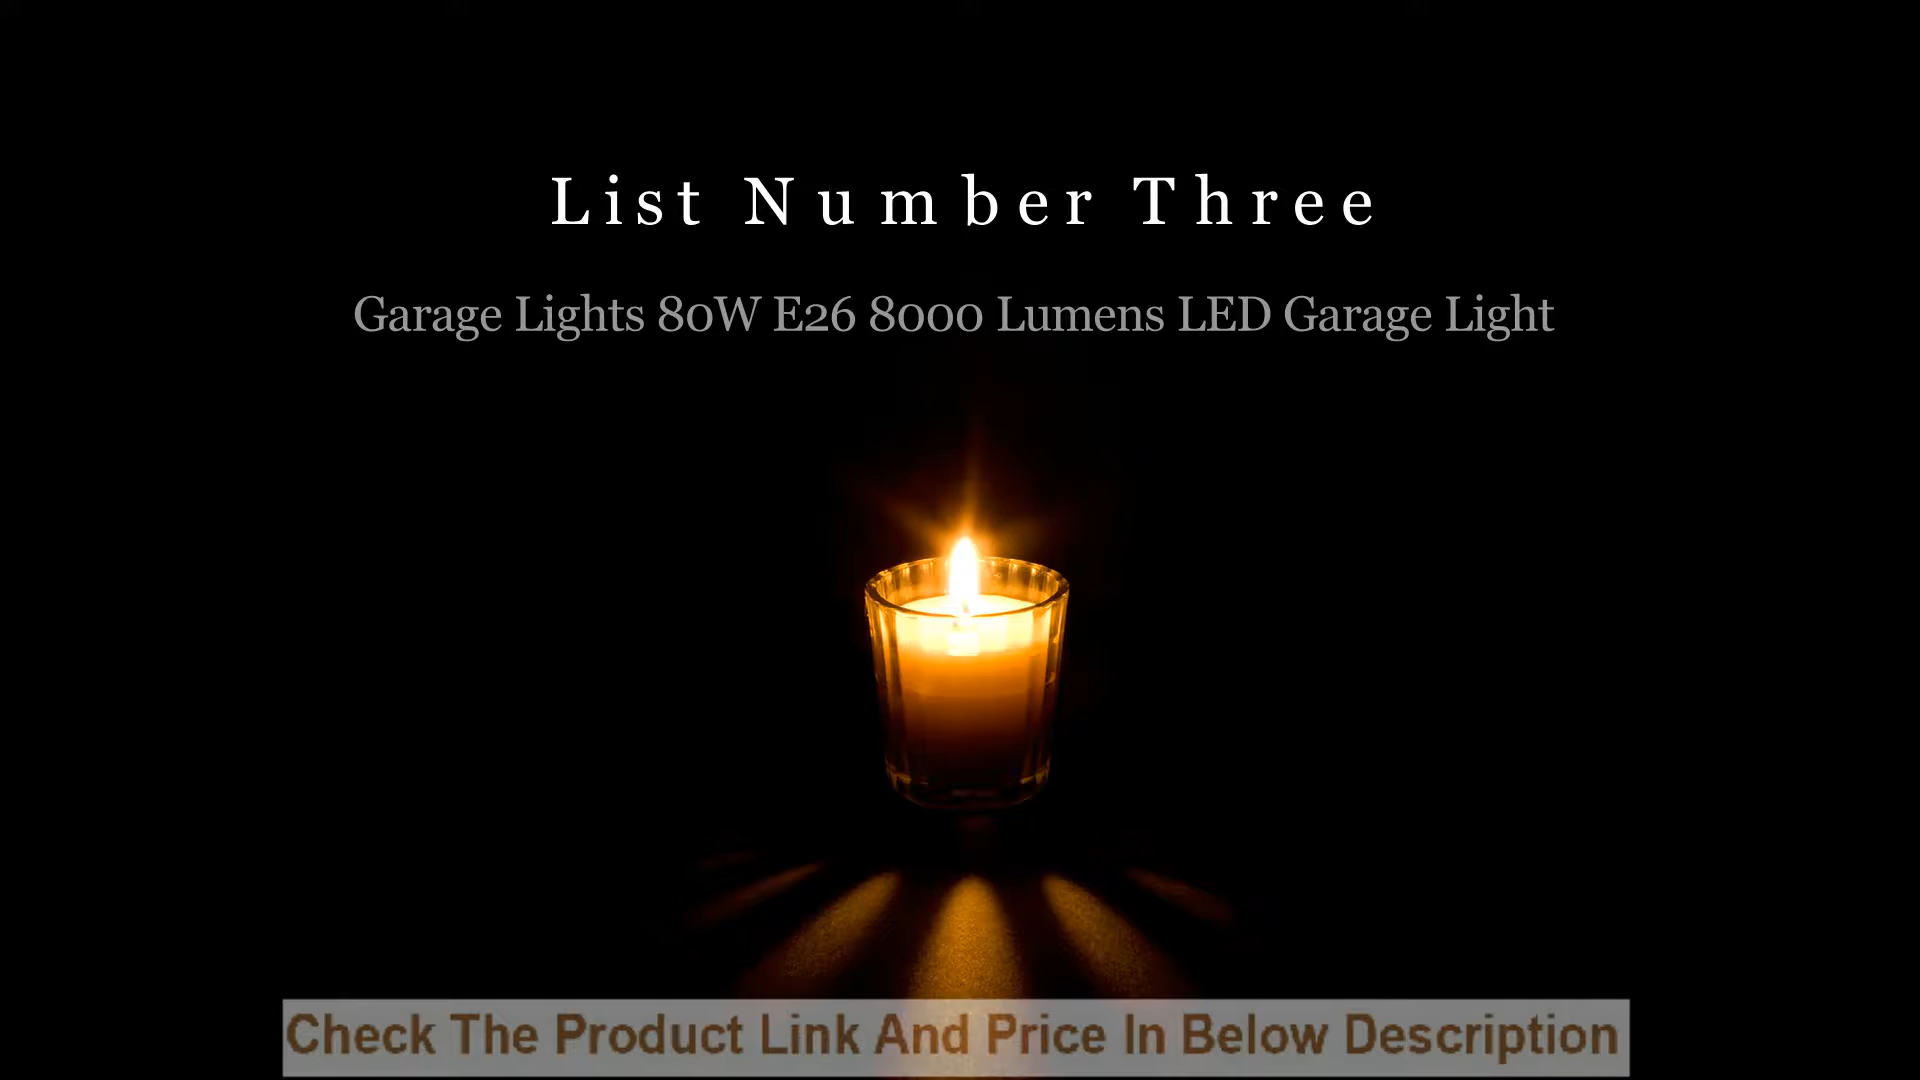 List Number Three
Garage Lights 80W E26 8000 Lumens LED Garage Light
Check The Product Link And Price In Below Description